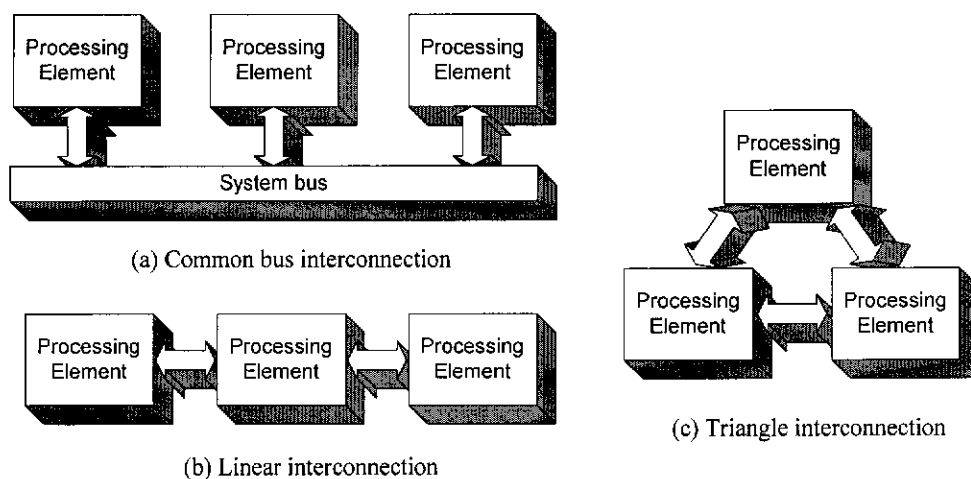 Processing
Element
Processing
Element
Processing
Element
System bus
(a) Common bus interconnection
Processing
Element
Processing
Element
Processing
Element
(b) Linear interconnection
Processing
Element
Processing
Element
Processing
Element
(c) Triangle interconnection